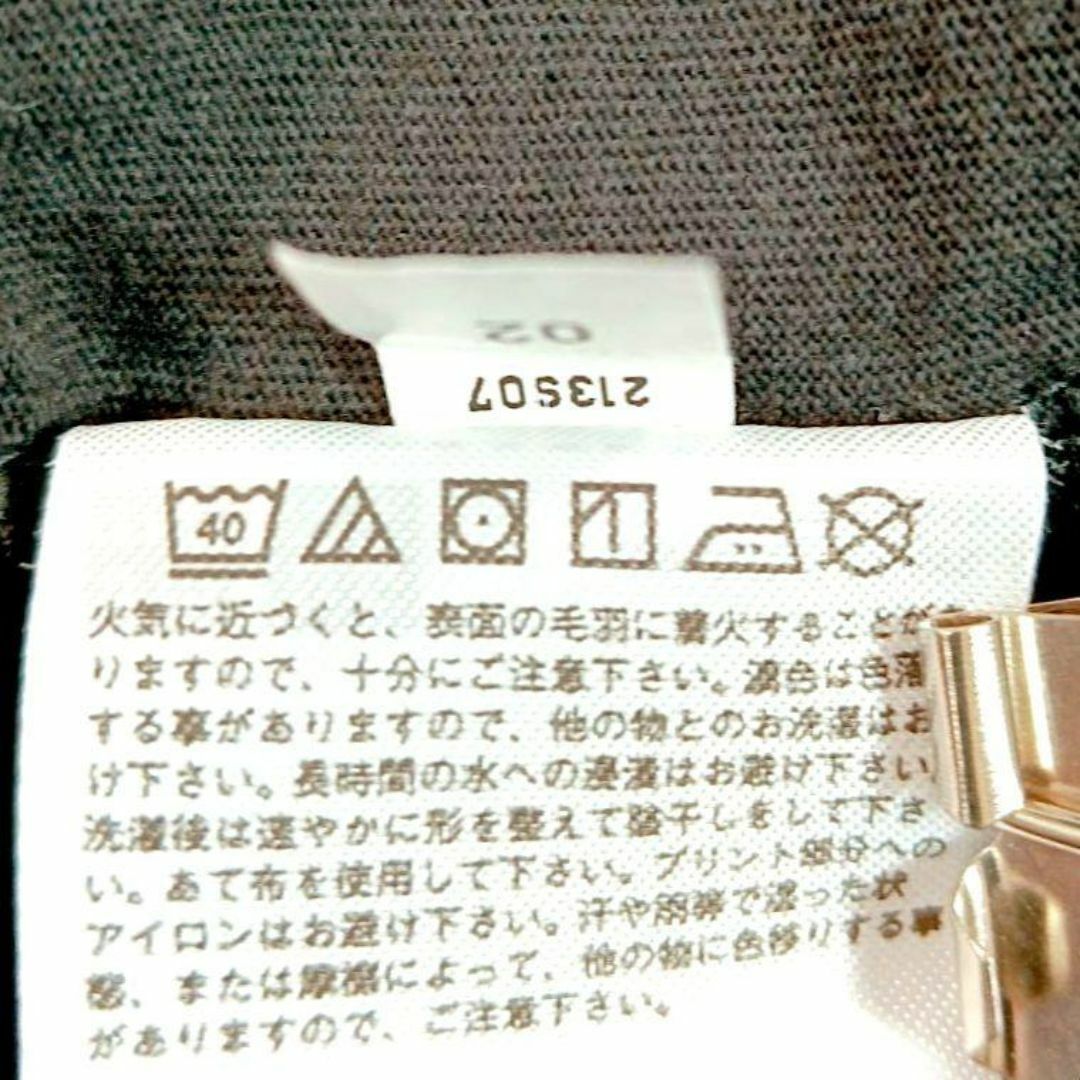 02
213S07
40
火気に近づくと、表面の毛羽に着火することがあ
りますので、十分にご注意下さい。濃色は色落
する事がありますので、他の物とのお洗濯はお
け下さい。長時間の水への浸漬はお避け下さい
洗濯後は速やかに形を整えて陰干しをして下さ
い。あて布を使用して下さい。プリント部分への
アイロンはお避け下さい。汗や雨等で湿った状
態、または摩擦によって、他の物に色移りする事
がありますので、ご注意下さい。